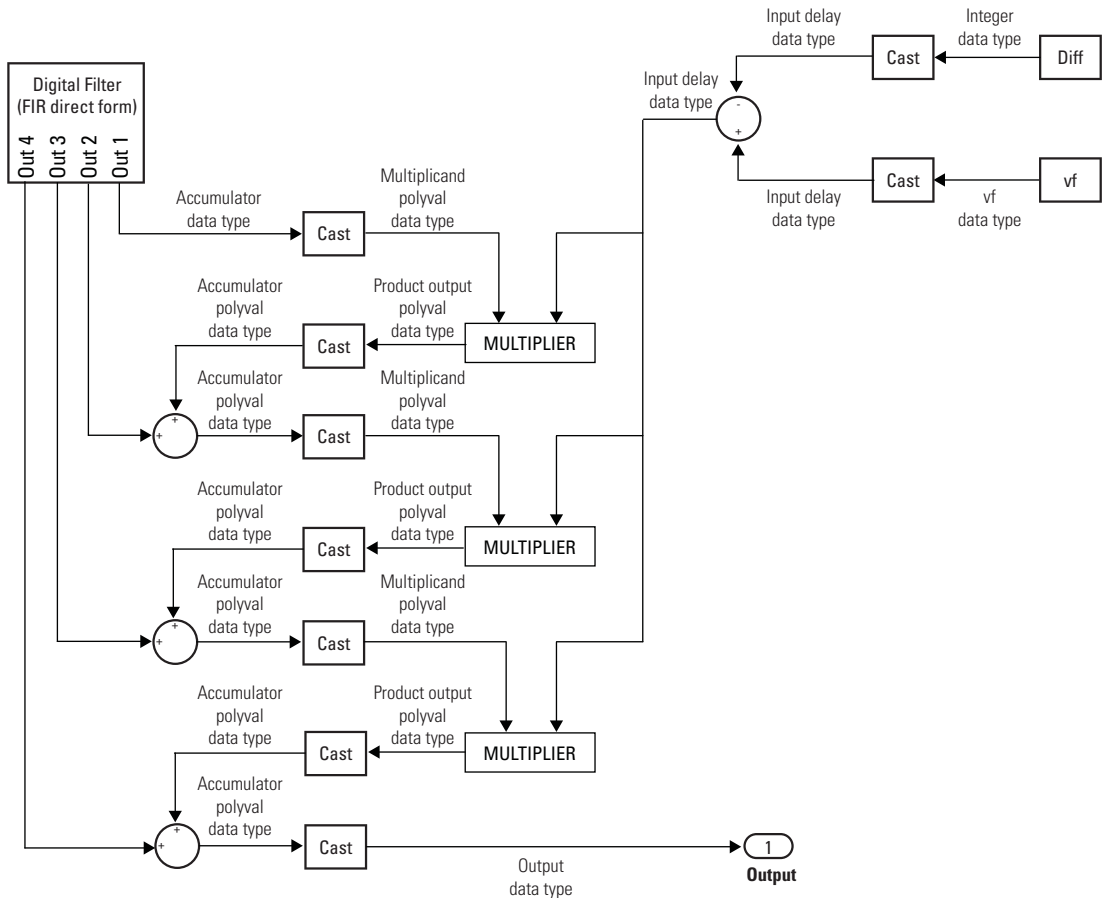 Input delay
data type
Cast
Integer
data type
Diff
Digital Filter
(FIR direct form)
Out 4
Out 3
Out 2
Out 1
Input delay
data type
-
+
Input delay
data type
Cast
vf
data type
vf
Accumulator
data type
Cast
Multiplicand
polyval
data type
Accumulator
polyval
data type
Cast
Product output
polyval
data type
MULTIPLIER
+
+
Accumulator
polyval
data type
Cast
Multiplicand
polyval
data type
Accumulator
polyval
data type
Cast
Product output
polyval
data type
MULTIPLIER
+
+
Accumulator
polyval
data type
Cast
Multiplicand
polyval
data type
Accumulator
polyval
data type
Cast
Product output
polyval
data type
MULTIPLIER
+
+
Accumulator
polyval
data type
Cast
Output
data type
1
Output